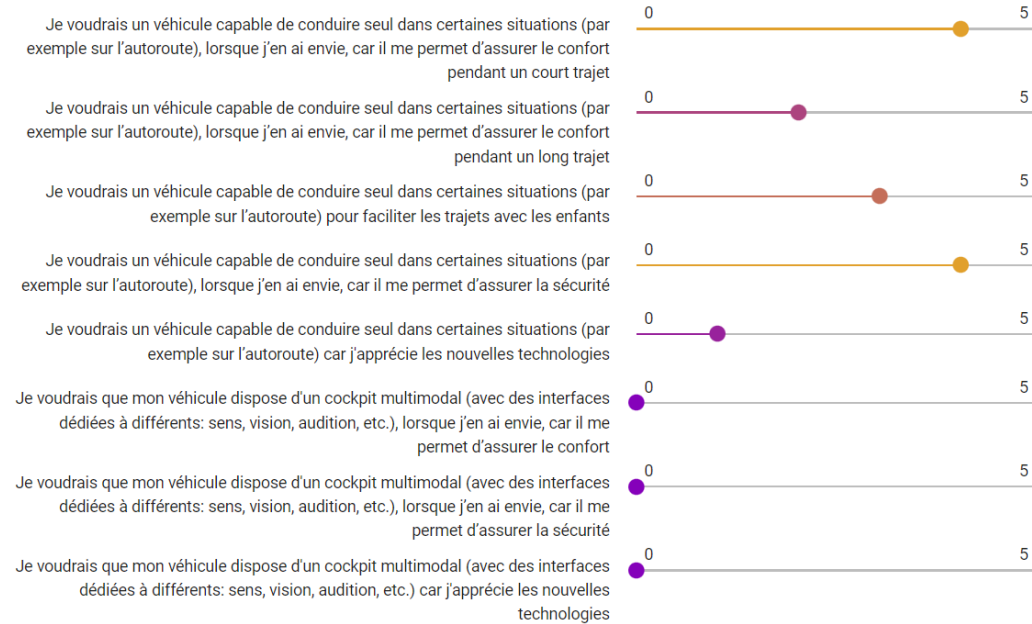 Je voudrais un véhicule capable de conduire seul dans certaines situations (par
exemple sur l’autoroute), lorsque j’en ai envie, car il me permet d’assurer le confort
pendant un court trajet
0 5
Je voudrais un véhicule capable de conduire seul dans certaines situations (par
exemple sur l’autoroute), lorsque j’en ai envie, car il me permet d’assurer le confort
pendant un long trajet
0 5
Je voudrais un véhicule capable de conduire seul dans certaines situations (par
exemple sur l’autoroute) pour faciliter les trajets avec les enfants
0 5
Je voudrais un véhicule capable de conduire seul dans certaines situations (par
exemple sur l’autoroute), lorsque j’en ai envie, car il me permet d’assurer la sécurité
0 5
Je voudrais un véhicule capable de conduire seul dans certaines situations (par
exemple sur l’autoroute) car j'apprécie les nouvelles technologies
0 5
Je voudrais que mon véhicule dispose d'un cockpit multimodal (avec des interfaces
dédiées à différents: sens, vision, audition, etc.), lorsque j’en ai envie, car il me
permet d’assurer le confort
0 5
Je voudrais que mon véhicule dispose d'un cockpit multimodal (avec des interfaces
dédiées à différents: sens, vision, audition, etc.), lorsque j’en ai envie, car il me
permet d’assurer la sécurité
0 5
Je voudrais que mon véhicule dispose d'un cockpit multimodal (avec des interfaces
dédiées à différents: sens, vision, audition, etc.) car j'apprécie les nouvelles
technologies
0 5